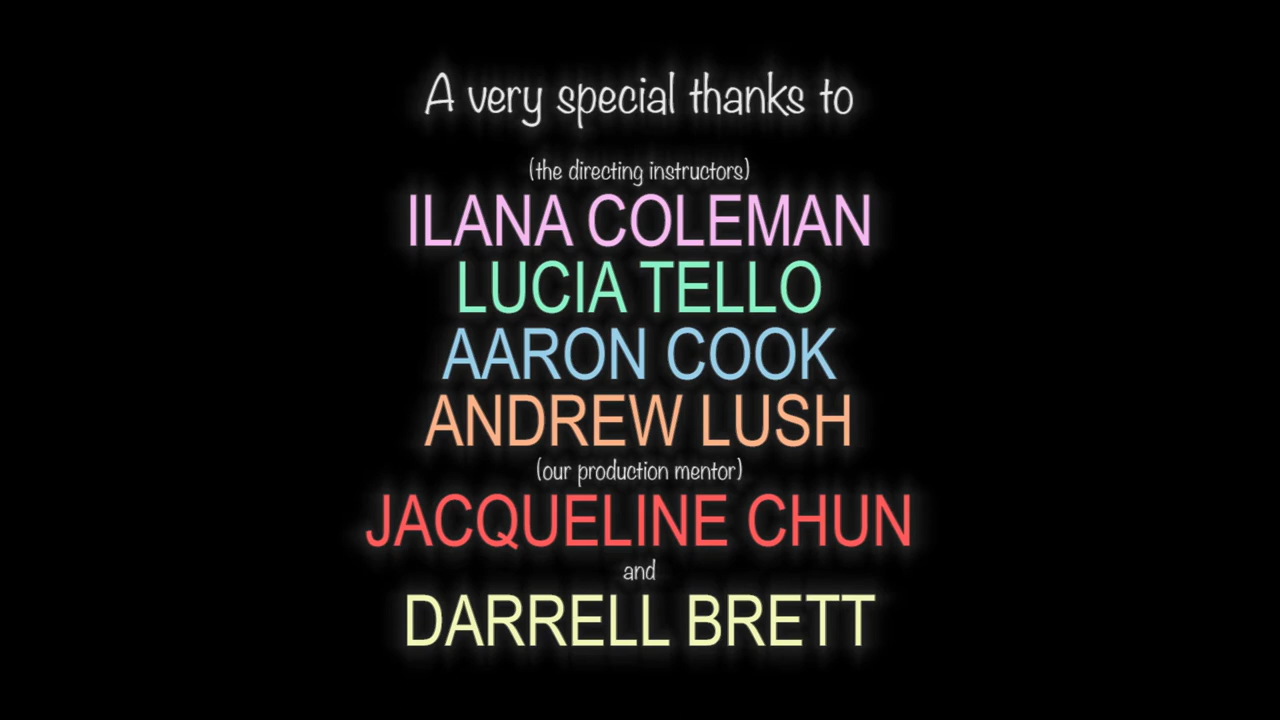 A very special thanks to
(the directing instructors)
ILANA COLEMAN
LUCIA TELLO
AARON COOK
ANDREW LUSH
(our production mentor)
JACQUELINE CHUN
and
DARRELL BRETT